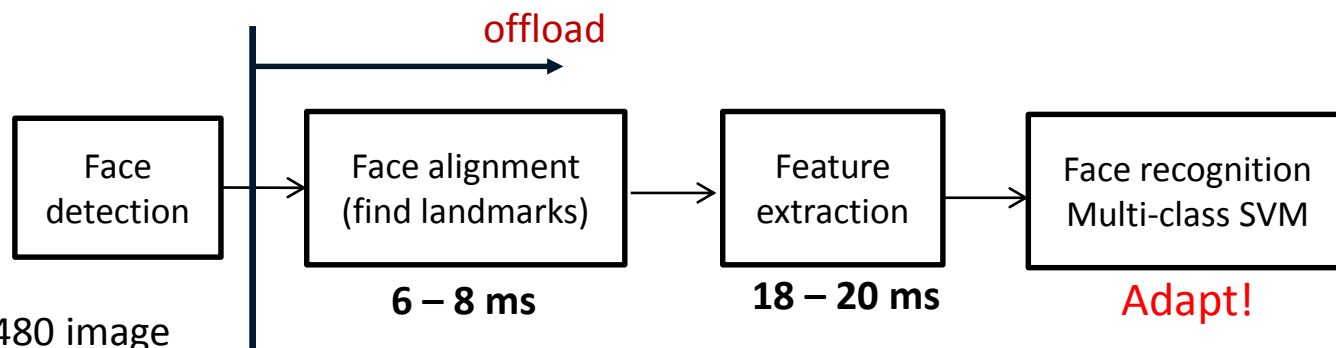 offload
Face
detection
Face alignment
(find landmarks)
Feature
extraction
Face recognition
Multi-class SVM
6 – 8 ms
18 – 20 ms
Adapt!
480 image